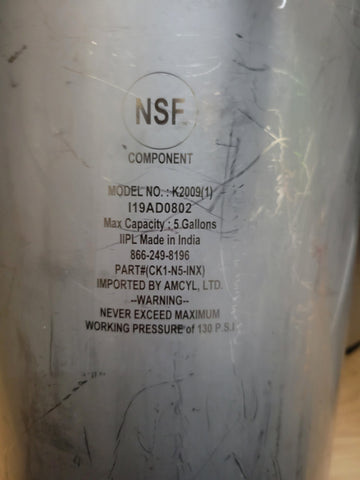 NSF
COMPONENT
MODEL NO. : K2009(1)
I19AD0802
Max Capacity : 5 Gallons
IIPL Made in India
866-249-8196
PART#(CK1-N5-INX)
IMPORTED BY AMCYL, LTD.
--WARNING--
NEVER EXCEED MAXIMUM
WORKING PRESSURE of 130 P.S.I